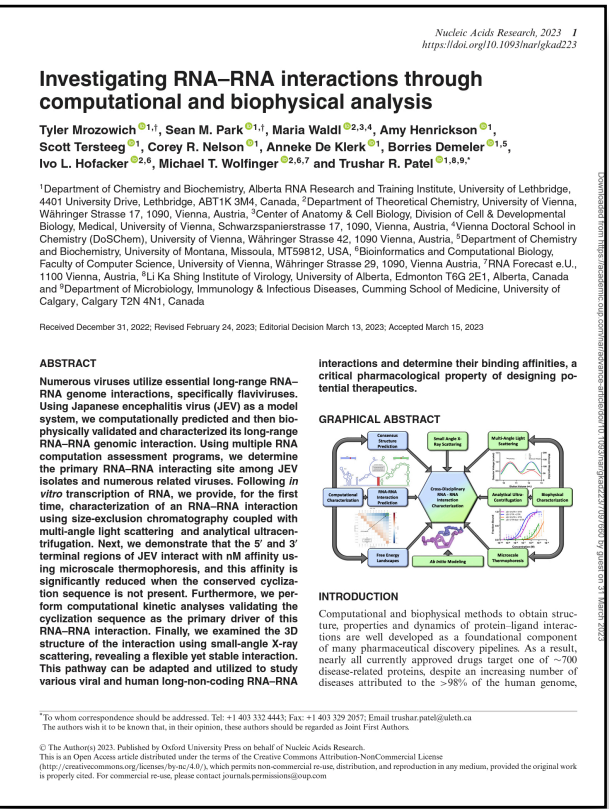 Nucleic Acids Research, 2023 1
https://doi.org/10.1093/nar/gkad223
Investigating RNA–RNA interactions through
computational and biophysical analysis
Tyler Mrozowich 1,†, Sean M. Park 1,†, Maria Waldl 2,3,4, Amy Henrickson 1,
Scott Tersteeg 1, Corey R. Nelson 1, Anneke De Klerk 1, Borries Demeler 1,5,
Ivo L. Hofacker 2,6, Michael T. Wolfinger 2,6,7 and Trushar R. Patel 1,8,9,*
1Department of Chemistry and Biochemistry, Alberta RNA Research and Training Institute, University of Lethbridge,
4401 University Drive, Lethbridge, ABT1K 3M4, Canada, 2Department of Theoretical Chemistry, University of Vienna,
Währinger Strasse 17, 1090, Vienna, Austria, 3Center of Anatomy & Cell Biology, Division of Cell & Developmental
Biology, Medical, University of Vienna, Schwarzspanierstrasse 17, 1090, Vienna, Austria, 4Vienna Doctoral School in
Chemistry (DoSChem), University of Vienna, Währinger Strasse 42, 1090 Vienna, Austria, 5Department of Chemistry
and Biochemistry, University of Montana, Missoula, MT59812, USA, 6Bioinformatics and Computational Biology,
Faculty of Computer Science, University of Vienna, Währinger Strasse 29, 1090, Vienna Austria, 7RNA Forecast e.U.,
1100 Vienna, Austria, 8Li Ka Shing Institute of Virology, University of Alberta, Edmonton T6G 2E1, Alberta, Canada
and 9Department of Microbiology, Immunology & Infectious Diseases, Cumming School of Medicine, University of
Calgary, Calgary T2N 4N1, Canada
Received December 31, 2022; Revised February 24, 2023; Editorial Decision March 13, 2023; Accepted March 15, 2023
ABSTRACT
Numerous viruses utilize essential long-range RNA–
RNA genome interactions, specifically flaviviruses.
Using Japanese encephalitis virus (JEV) as a model
system, we computationally predicted and then bio-
physically validated and characterized its long-range
RNA–RNA genomic interaction. Using multiple RNA
computation assessment programs, we determine
the primary RNA–RNA interacting site among JEV
isolates and numerous related viruses. Following in
vitro transcription of RNA, we provide, for the first
time, characterization of an RNA–RNA interaction
using size-exclusion chromatography coupled with
multi-angle light scattering and analytical ultracen-
trifugation. Next, we demonstrate that the 5′ and 3′
terminal regions of JEV interact with nM affinity us-
ing microscale thermophoresis, and this affinity is
significantly reduced when the conserved cycliza-
tion sequence is not present. Furthermore, we per-
form computational kinetic analyses validating the
cyclization sequence as the primary driver of this
RNA–RNA interaction. Finally, we examined the 3D
structure of the interaction using small-angle X-ray
scattering, revealing a flexible yet stable interaction.
This pathway can be adapted and utilized to study
various viral and human long-non-coding RNA–RNA
interactions and determine their binding affinities, a
critical pharmacological property of designing po-
tential therapeutics.
GRAPHICAL ABSTRACT
Consensus
Structure
Prediction
Small Angle X-
Ray Scattering
Multi-Angle Light
Scattering
Computational
Characterization
RNA-RNA
Interaction
Prediction
Cross-Disciplinary
RNA - RNA
Interaction
Characterization
Analytical Ultra
Centrifugation
Biophysical
Characterization
Free Energy
Landscapes
Ab Initio Modeling
Microscale
Thermophoresis
INTRODUCTION
Computational and biophysical methods to obtain struc-
ture, properties and dynamics of protein–ligand interac-
tions are well developed as a foundational component
of many pharmaceutical discovery pipelines. As a result,
nearly all currently approved drugs target one of ~700
disease-related proteins, despite an increasing number of
diseases attributed to the >98% of the human genome,
*To whom correspondence should be addressed. Tel: +1 403 332 4443; Fax: +1 403 329 2057; Email trushar.patel@uleth.ca
The authors wish it to be known that, in their opinion, these authors should be regarded as Joint First Authors.
© The Author(s) 2023. Published by Oxford University Press on behalf of Nucleic Acids Research.
This is an Open Access article distributed under the terms of the Creative Commons Attribution-NonCommercial License
(http://creativecommons.org/licenses/by-nc/4.0/), which permits non-commercial re-use, distribution, and reproduction in any medium, provided the original work
is properly cited. For commercial re-use, please contact journals.permissions@oup.com
Downloaded from https://academic.oup.com/nar/advance-article/doi/10.1093/nar/gkad223/7097766 by guest on 31 March 2023